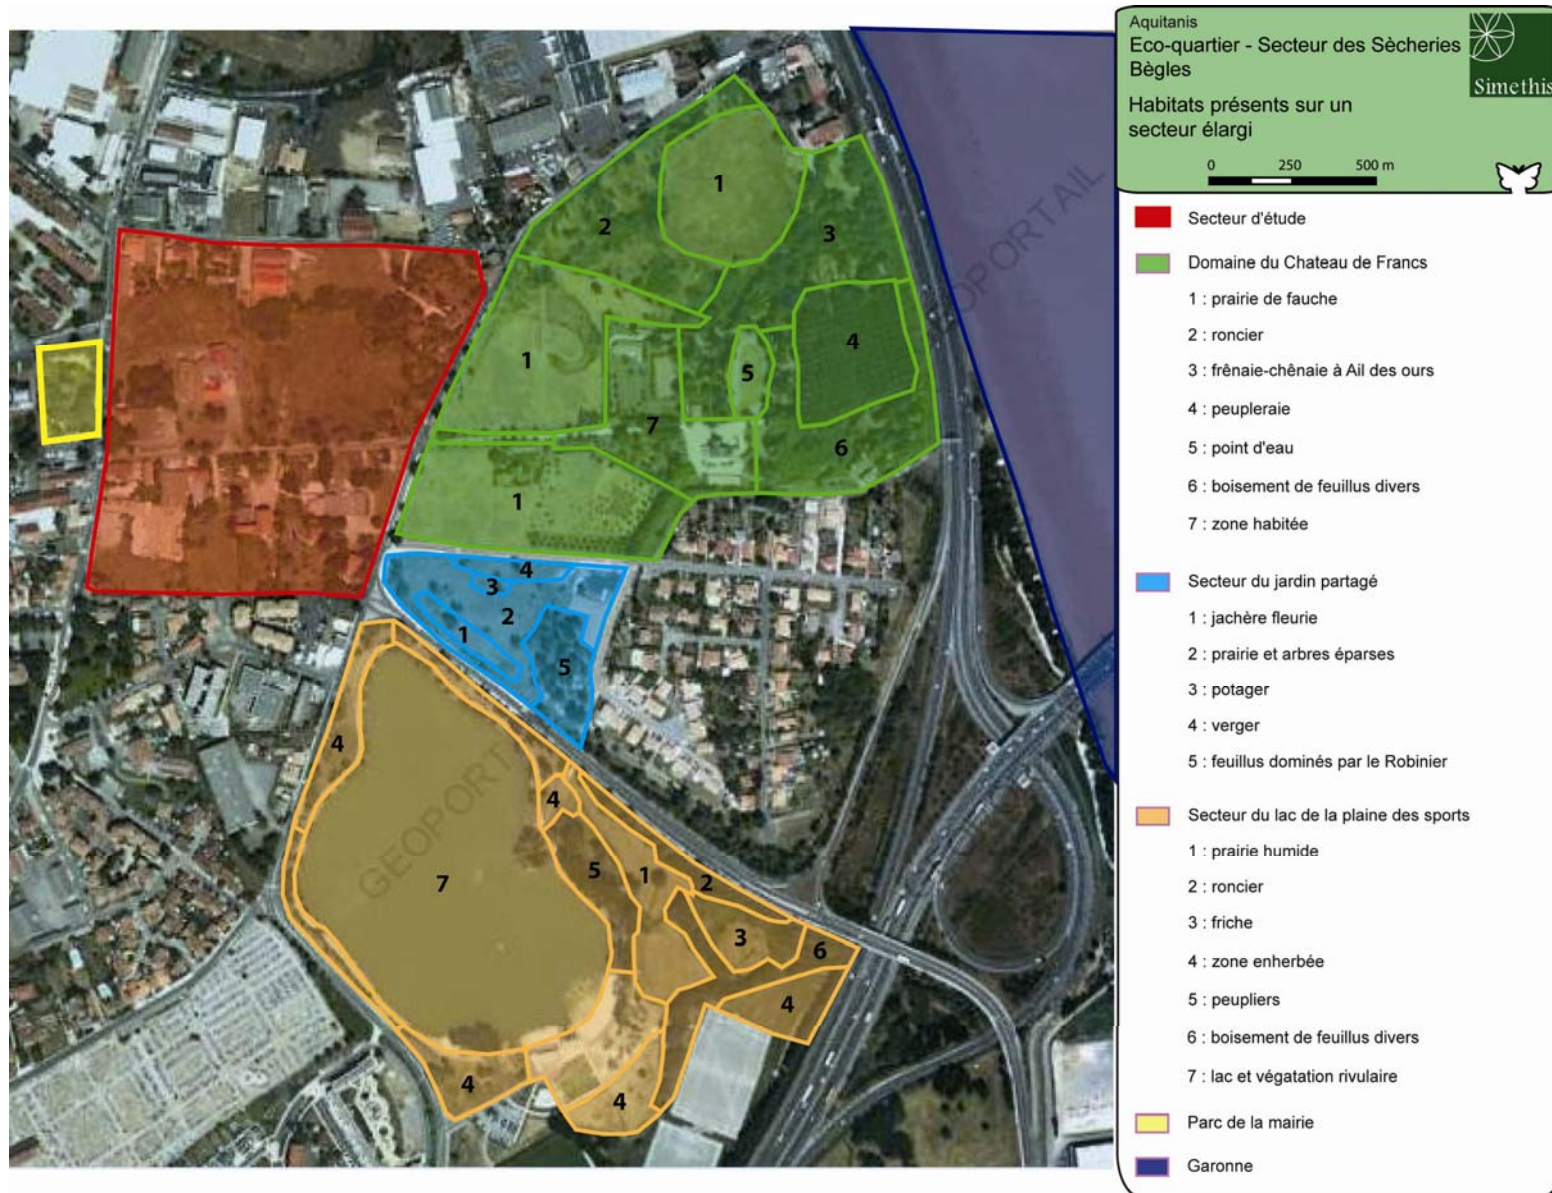 Aquitanis
Eco-quartier - Secteur des Sècheries
Bègles
Simethis
Habitats présents sur un
secteur élargi
0 250 500 m
Secteur d'étude
Domaine du Chateau de Francs
1 : prairie de fauche
2 : roncier
3 : frênaie-chênaie à Ail des ours
4 : peupleraie
5 : point d'eau
6 : boisement de feuillus divers
7 : zone habitée
Secteur du jardin partagé
1 : jachère fleurie
2 : prairie et arbres éparses
3 : potager
4 : verger
5 : feuillus dominés par le Robinier
Secteur du lac de la plaine des sports
1 : prairie humide
2 : roncier
3 : friche
4 : zone enherbée
5 : peupliers
6 : boisement de feuillus divers
7 : lac et végatation rivulaire
Parc de la mairie
Garonne
1
2
3
1
4
5
7
6
1
4
3
2
1
5
4
4
5
1
2
7
3
6
4
4
4
GEOPORTAIL
GEOPORT